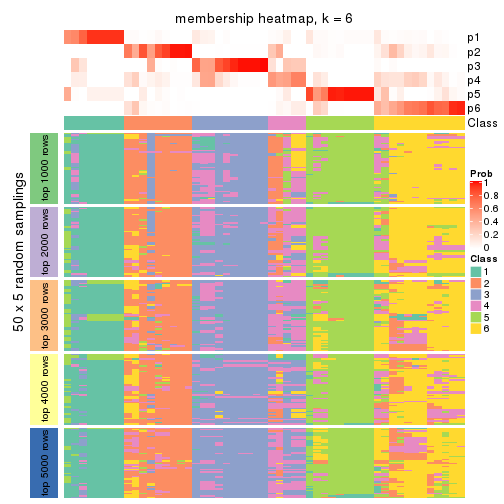 membership heatmap, k = 6
p1
p2
p3
p4
p5
p6
Class
50 x 5 random samplings
top 1000 rows
top 2000 rows
top 3000 rows
top 4000 rows
top 5000 rows
Prob
1
0.8
0.6
0.4
0.2
0
Class
1
2
3
4
5
6